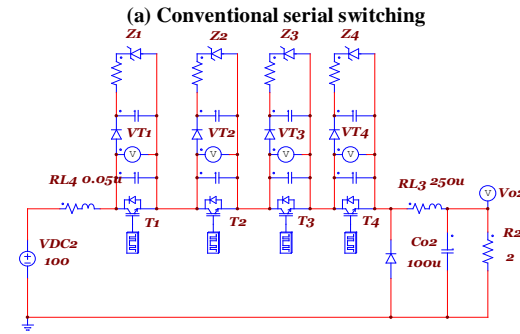 (a) Conventional serial switching
Z1 Z2 Z3 Z4
VT1 VT2 VT3 VT4
V V V V
RL4 0.05u
RL3 250u
V Vo2
T1 T2 T3 T4
VDC2
100
Co2
100u
R2
2